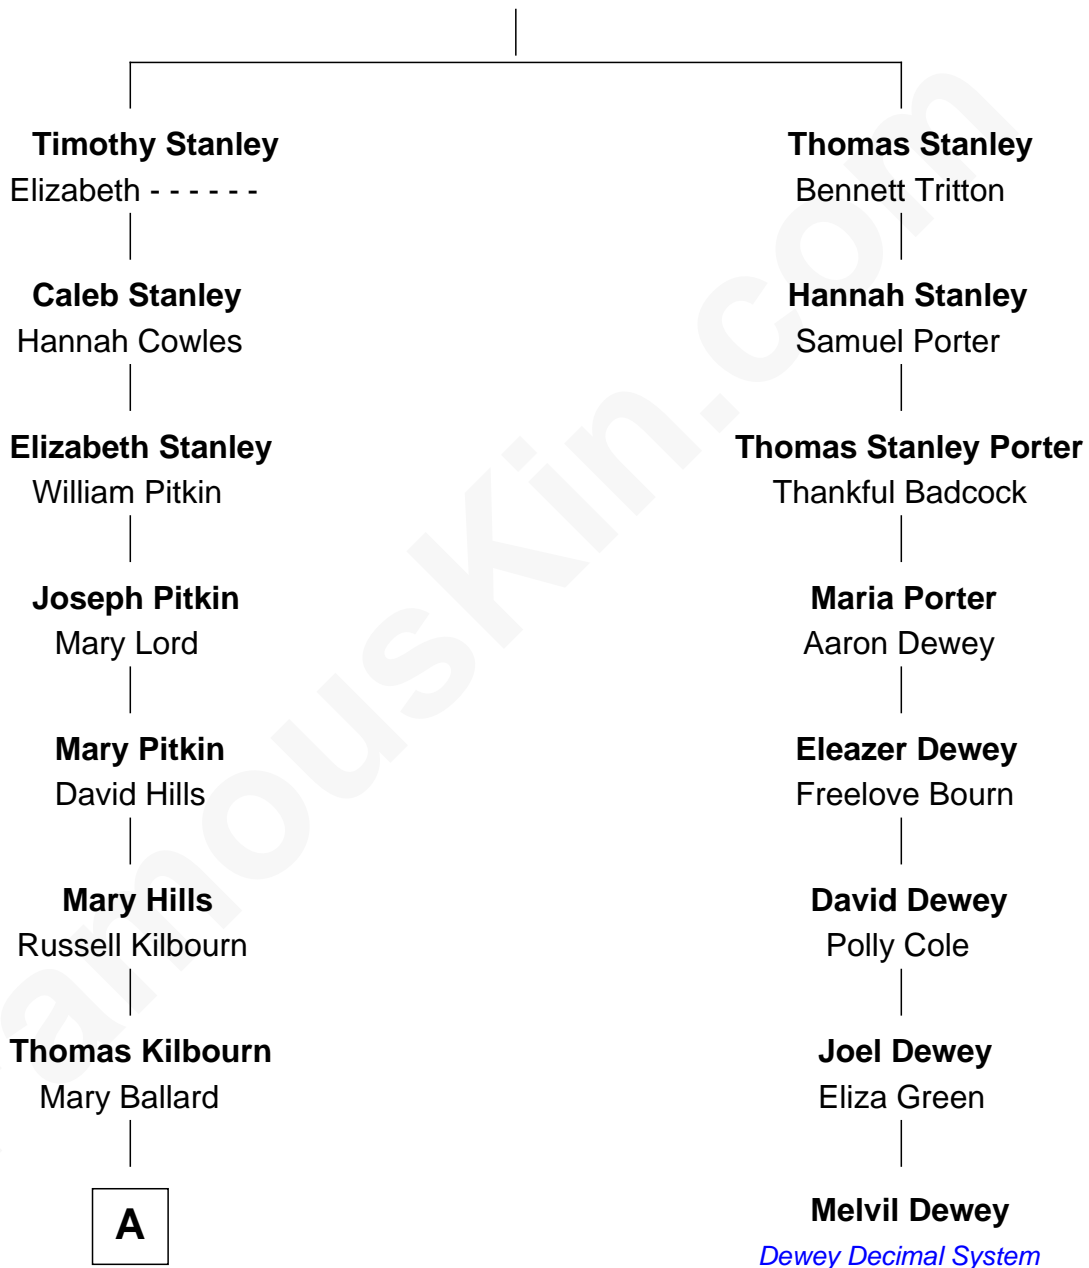 Timothy Stanley
Elizabeth - - - - - -
Caleb Stanley
Hannah Cowles
Elizabeth Stanley
William Pitkin
Joseph Pitkin
Mary Lord
Mary Pitkin
David Hills
Mary Hills
Russell Kilbourn
Thomas Kilbourn
Mary Ballard
A
Thomas Stanley
Bennett Tritton
Hannah Stanley
Samuel Porter
Thomas Stanley Porter
Thankful Badcock
Maria Porter
Aaron Dewey
Eleazer Dewey
Freelove Bourn
David Dewey
Polly Cole
Joel Dewey
Eliza Green
Melvil Dewey
Dewey Decimal System
amousKin.com